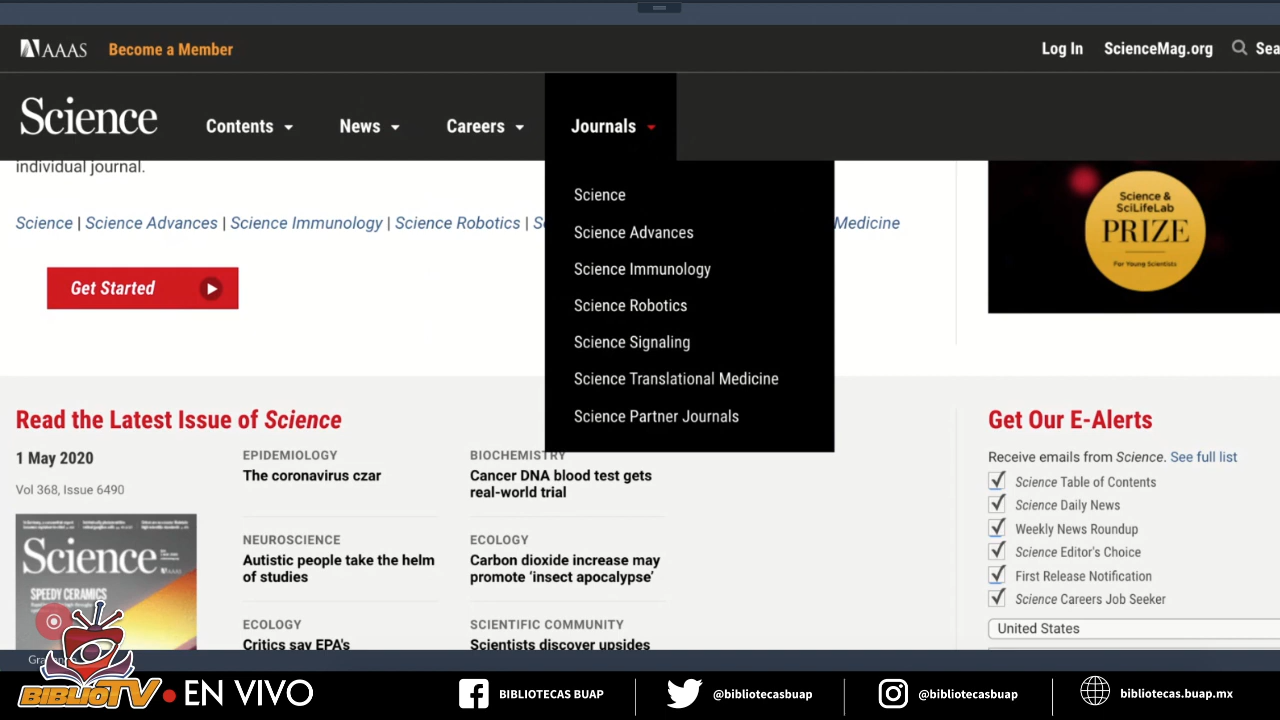 AAAS
Become a Member
Log In
ScienceMag.org
Sea
Science
Contents
News
Careers
Journals
individual journal.
Science | Science Advances | Science Immunology | Science Robotics | S
Medicine
Get Started
Science
Science Advances
Science Immunology
Science Robotics
Science Signaling
Science Translational Medicine
Science Partner Journals
Science &
SciLifeLab
PRIZE
For Young Scientists
Read the Latest Issue of Science
1 May 2020
Vol 368, Issue 6490
Science
AAAS
SPEEDY CERAMICS
EPIDEMIOLOGY
The coronavirus czar
NEUROSCIENCE
Autistic people take the helm
of studies
ECOLOGY
Critics say EPA's
BIOCHEMISTRY
Cancer DNA blood test gets
real-world trial
ECOLOGY
Carbon dioxide increase may
promote ‘insect apocalypse’
SCIENTIFIC COMMUNITY
Scientists discover upsides
Get Our E-Alerts
Receive emails from Science. See full list
Science Table of Contents
Science Daily News
Weekly News Roundup
Science Editor's Choice
First Release Notification
Science Careers Job Seeker
United States
BIBLIOTV
EN VIVO
BIBLIOTECAS BUAP
@bibliotecasbuap
@bibliotecasbuap
bibliotecas.buap.mx